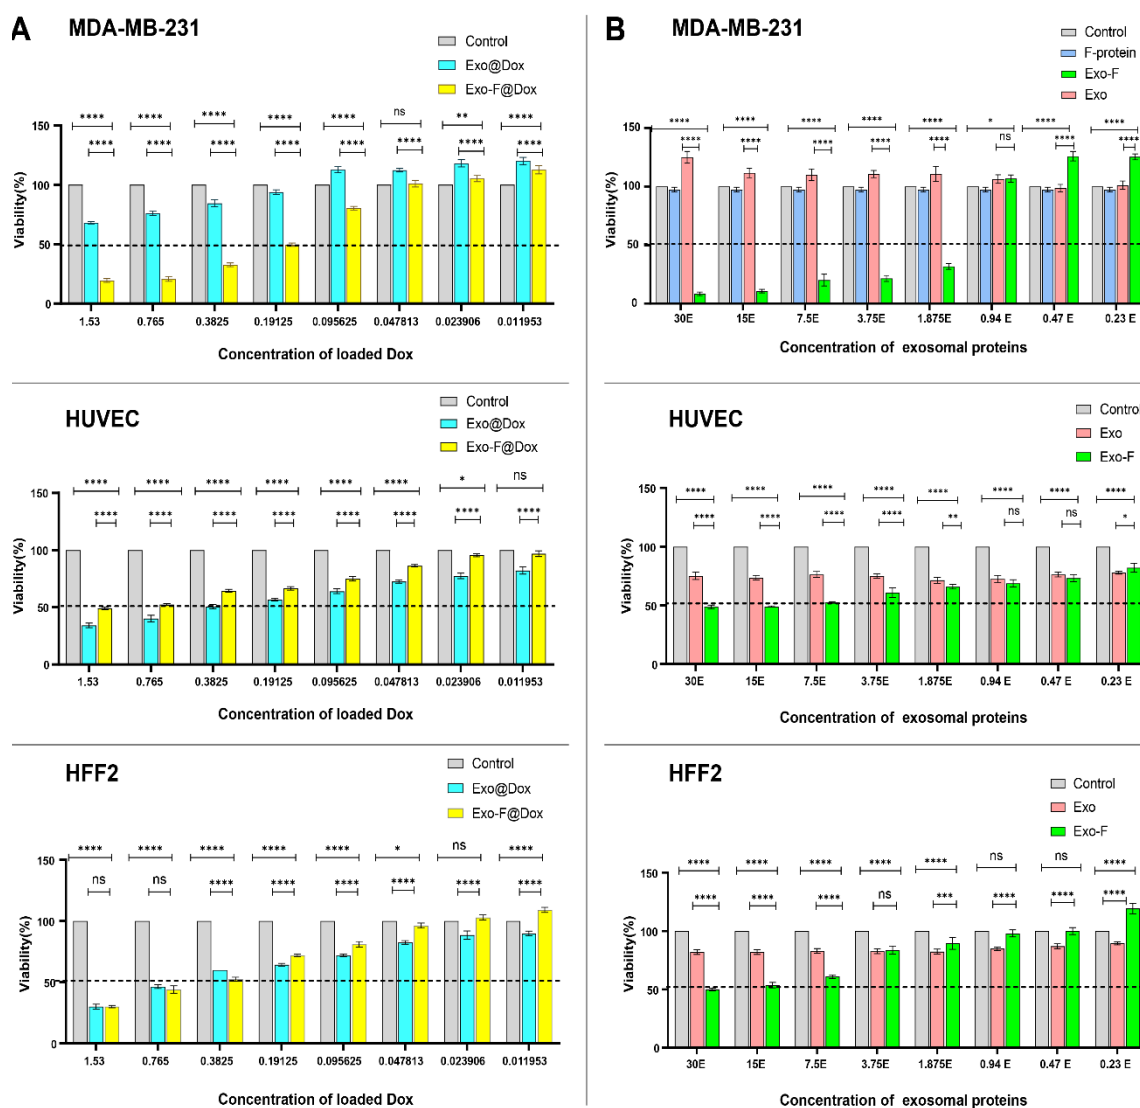 A
MDA-MB-231
Control
Exo@Dox
Exo-F@Dox
**** **** **** **** **** ns ** ****
**** **** **** **** **** **** **** ****
150
100
50
0
Viability(%)
1.53 0.765 0.3825 0.19125 0.095625 0.047813 0.023906 0.011953
Concentration of loaded Dox
HUVEC
Control
Exo@Dox
Exo-F@Dox
**** **** **** **** **** **** * ns
**** **** **** **** **** **** **** ****
150
100
50
0
Viability(%)
1.53 0.765 0.3825 0.19125 0.095625 0.047813 0.023906 0.011953
Concentration of loaded Dox
HFF2
Control
Exo@Dox
Exo-F@Dox
**** **** **** **** **** * ns ****
ns ns **** **** **** **** **** ****
150
100
50
0
Viability(%)
1.53 0.765 0.3825 0.19125 0.095625 0.047813 0.023906 0.011953
Concentration of loaded Dox
B
MDA-MB-231
Control
F-protein
Exo-F
Exo
**** **** **** **** **** * **** ****
**** **** **** **** **** ns **** ****
150
100
50
0
Viability(%)
30E 15E 7.5E 3.75E 1.875E 0.94 E 0.47 E 0.23 E
Concentration of exosomal proteins
HUVEC
Control
Exo
Exo-F
**** **** **** **** **** **** **** ****
**** **** **** **** ** ns ns *
150
100
50
0
Viability(%)
30E 15E 7.5E 3.75E 1.875E 0.94 E 0.47 E 0.23 E
Concentration of exosomal proteins
HFF2
Control
Exo
Exo-F
**** **** **** **** **** ns ns ****
**** **** **** ns *** **** **** ****
150
100
50
0
Viability(%)
30E 15E 7.5E 3.75E 1.875E 0.94 E 0.47 E 0.23 E
Concentration of exosomal proteins